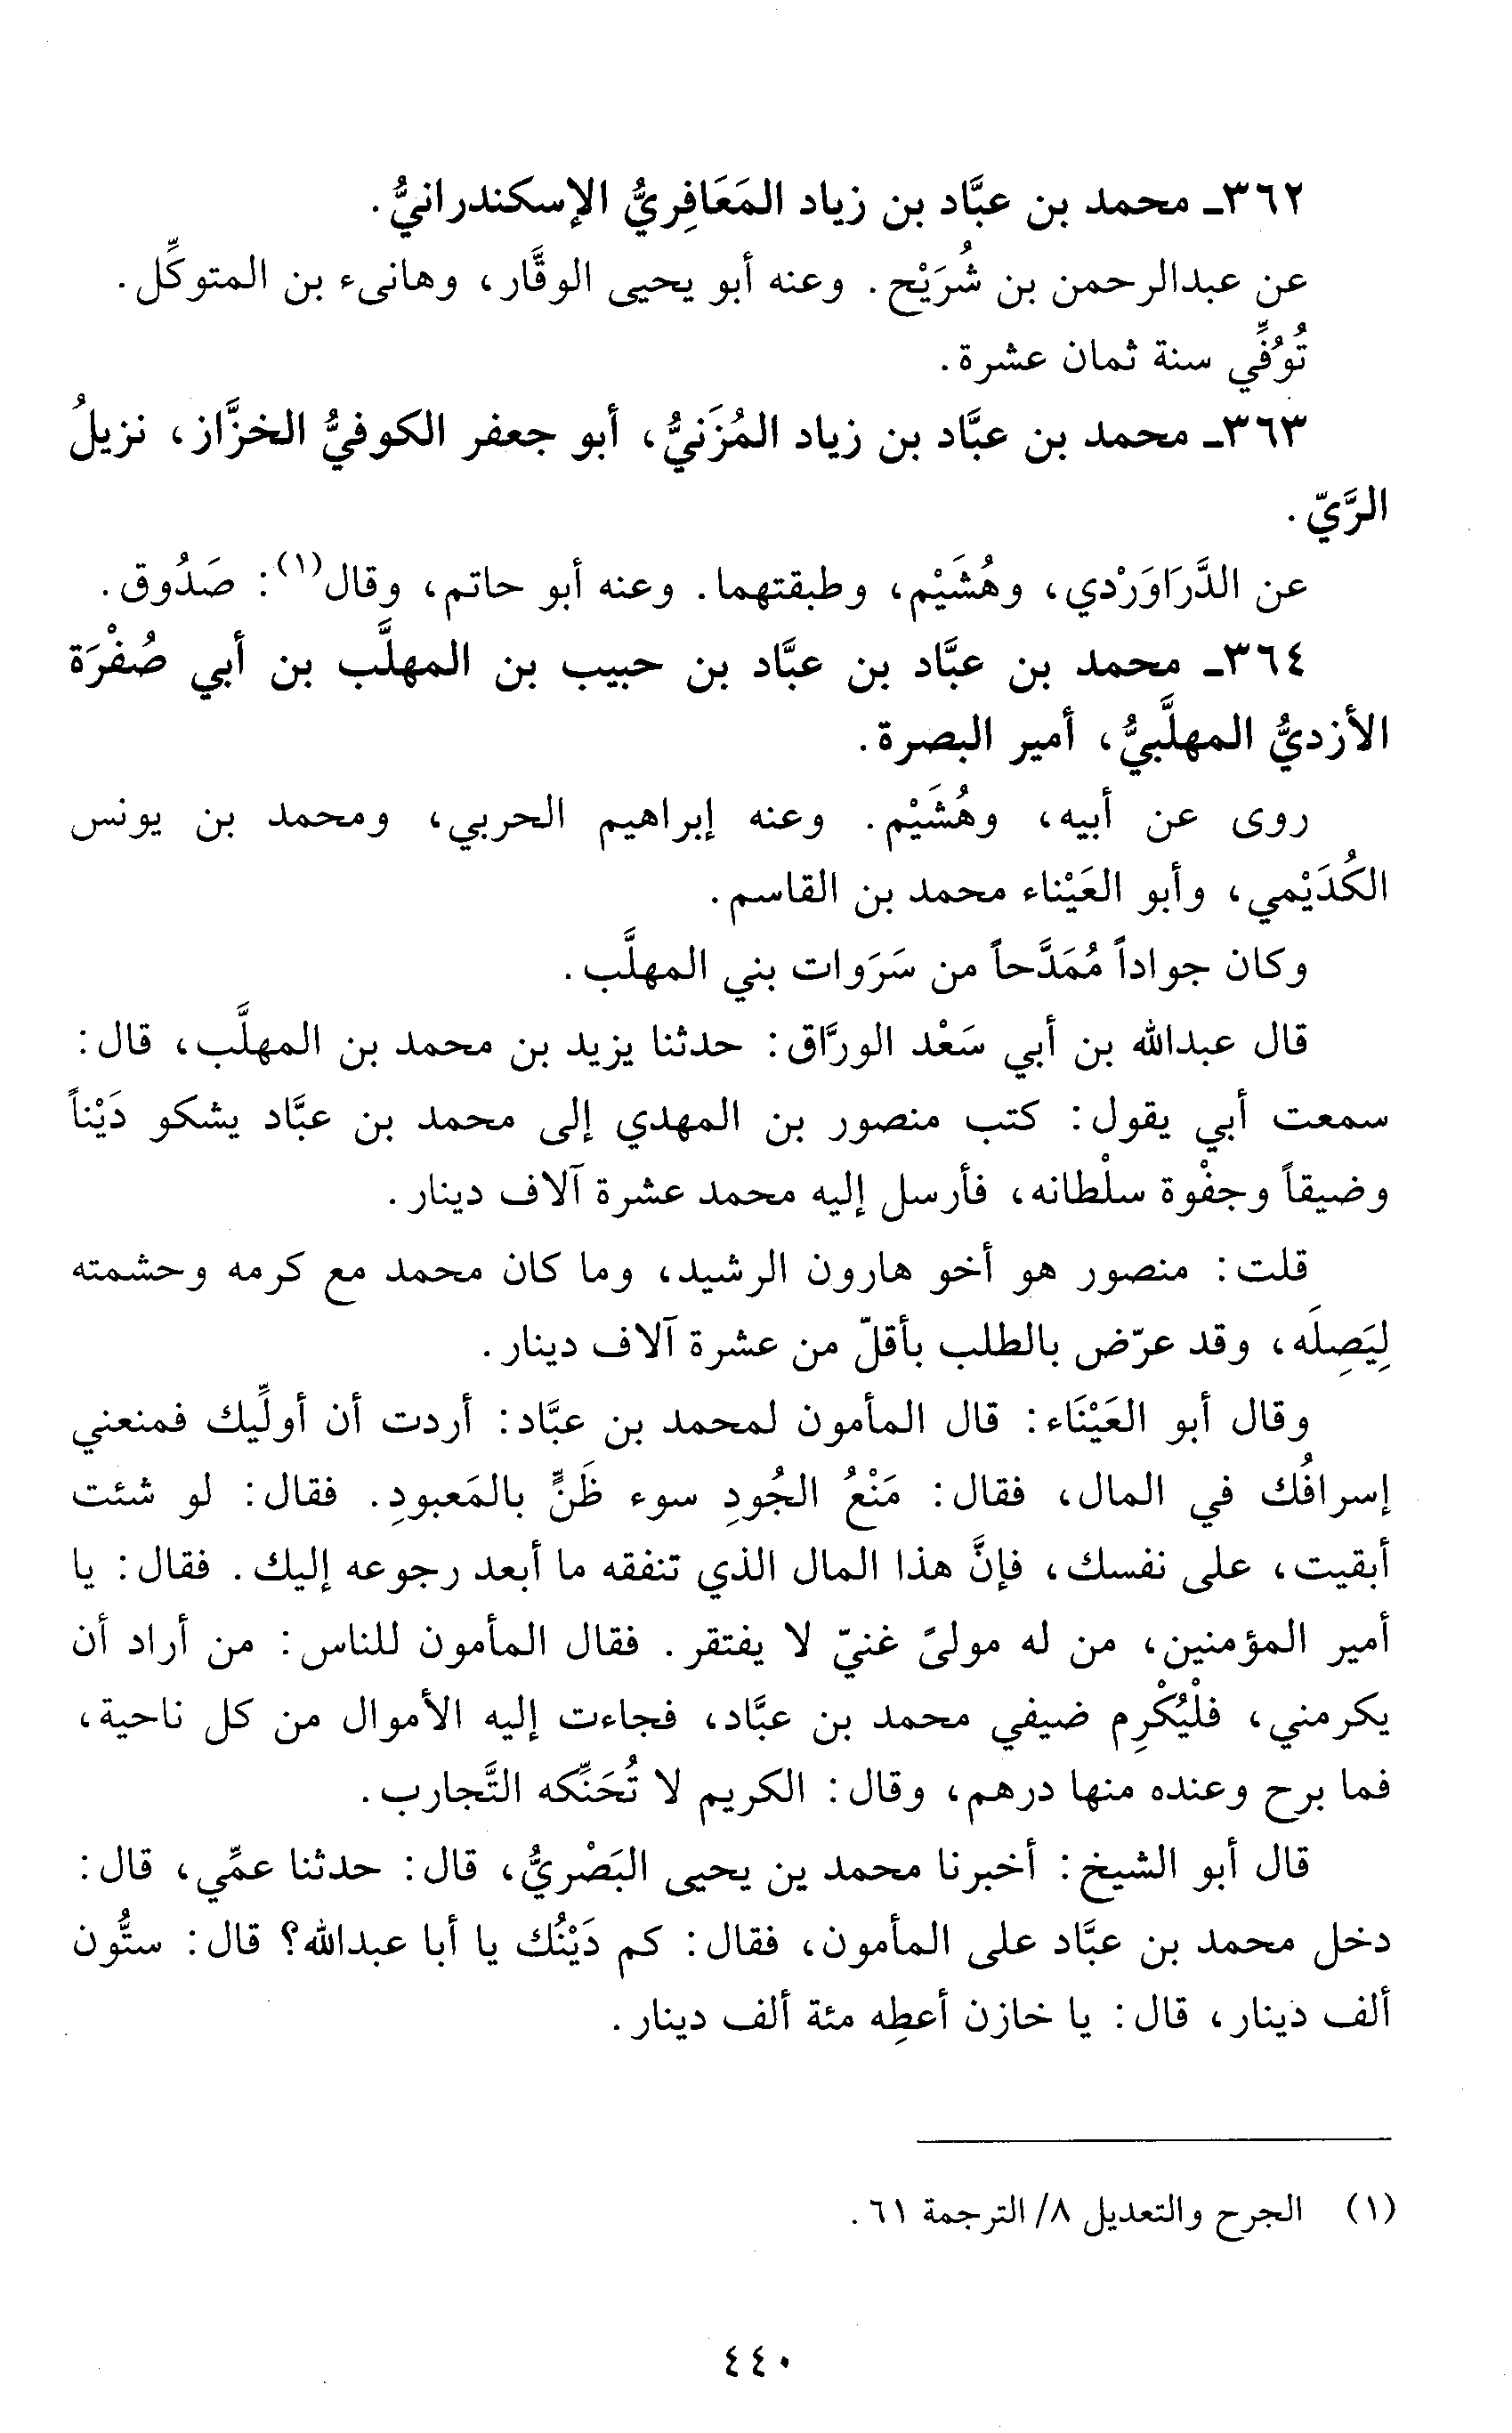 ٣٦٢ـ محمد بن عبَّاد بن زياد المَعَافِريُّ الإسكندرانيُّ.
عن عبدالرحمن بن شُرَيْح. وعنه أبو يحيى الوقَّار، وهانىء بن المتوكِّل.
تُوُفِّي سنة ثمان عشرة.
٣٦٣ـ محمد بن عبَّاد بن زياد المُزَنيُّ، أبو جعفر الكوفيُّ الخزَّاز، نزيلُ
الرَّيّ.
عن الدَّرَاوَرْدي، وهُشَيْم، وطبقتهما. وعنه أبو حاتم، وقال(١): صَدُوق.
٣٦٤ـ محمد بن عبَّاد بن عبَّاد بن حبيب بن المهلَّب بن أبي صُفْرَة
الأزديُّ المهلَّبيُّ، أمير البصرة.
روى عن أبيه، وهُشَيْم. وعنه إبراهيم الحربي، ومحمد بن يونس
الكُدَيْمي، وأبو العَيْناء محمد بن القاسم.
وكان جواداً مُمَدَّحاً من سَرَوات بني المهلَّب.
قال عبدالله بن أبي سَعْد الورَّاق: حدثنا يزيد بن محمد بن المهلَّب، قال:
سمعت أبي يقول: كتب منصور بن المهدي إلى محمد بن عبَّاد يشكو دَيْناً
وضيقاً وجفْوة سلْطانه، فأرسل إليه محمد عشرة آلاف دينار.
قلت: منصور هو أخو هارون الرشيد، وما كان محمد مع كرمه وحشمته
لِيَصِلَه، وقد عرّض بالطلب بأقلّ من عشرة آلاف دينار.
وقال أبو العَيْنَاء: قال المأمون لمحمد بن عبَّاد: أردت أن أولِّيك فمنعني
إسرافُك في المال، فقال: مَنْعُ الجُودِ سوء ظَنٍّ بالمَعبودِ. فقال: لو شئت
أبقيت، على نفسك، فإنَّ هذا المال الذي تنفقه ما أبعد رجوعه إليك. فقال: يا
أمير المؤمنين، من له مولىً غنيّ لا يفتقر. فقال المأمون للناس: من أراد أن
يكرمني، فلْيُكْرِم ضيفي محمد بن عبَّاد، فجاءت إليه الأموال من كل ناحية،
فما برح وعنده منها درهم، وقال: الكريم لا تُحَنِّكه التَّجارب.
قال أبو الشيخ: أخبرنا محمد ين يحيى البَصْريُّ، قال: حدثنا عمِّي، قال:
دخل محمد بن عبَّاد على المأمون، فقال: كم دَيْنُك يا أبا عبدالله؟ قال: ستُّون
ألف دينار، قال: يا خازن أعطِه مئة ألف دينار.
(١) الجرح والتعديل ٨/ الترجمة ٦١.
٤٤٠